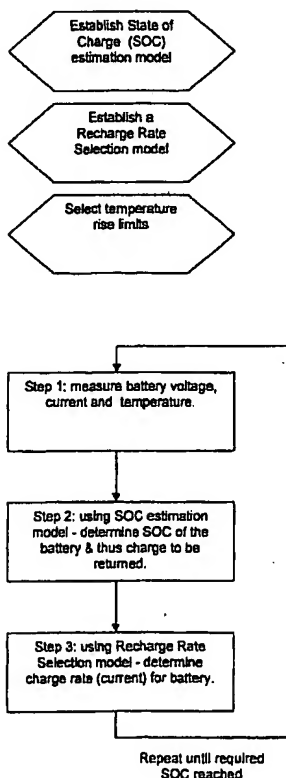 Establish State of
Charge (SOC)
estimation model
Establish a
Recharge Rate
Selection model
Select temperature
rise limits
Step 1: measure battery voltage,
current and temperature.
Step 2: using SOC estimation
model - determine SOC of the
battery & thus charge to be
returned.
Step 3: using Recharge Rate
Selection model - determine
charge rate (current) for battery.
Repeat until required
SOC reached